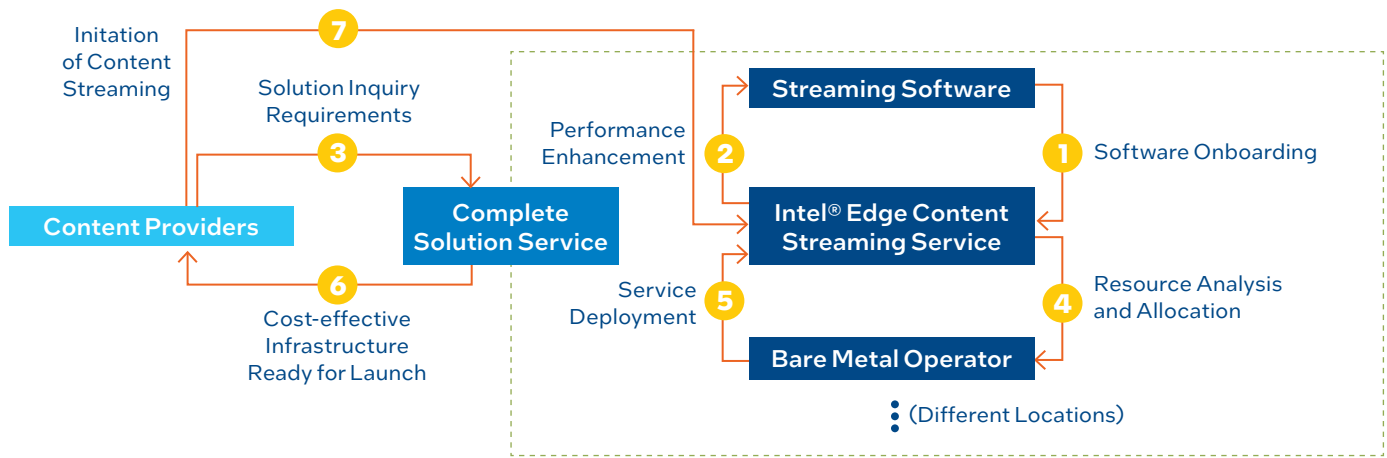 7
Initation
of Content
Streaming
Solution Inquiry
Requirements
3
Content Providers
Complete
Solution Service
6
Cost-effective
Infrastructure
Ready for Launch
Streaming Software
Performance
Enhancement
2
1
Software Onboarding
Intel® Edge Content
Streaming Service
Service
Deployment
5
4
Resource Analysis
and Allocation
Bare Metal Operator
(Different Locations)